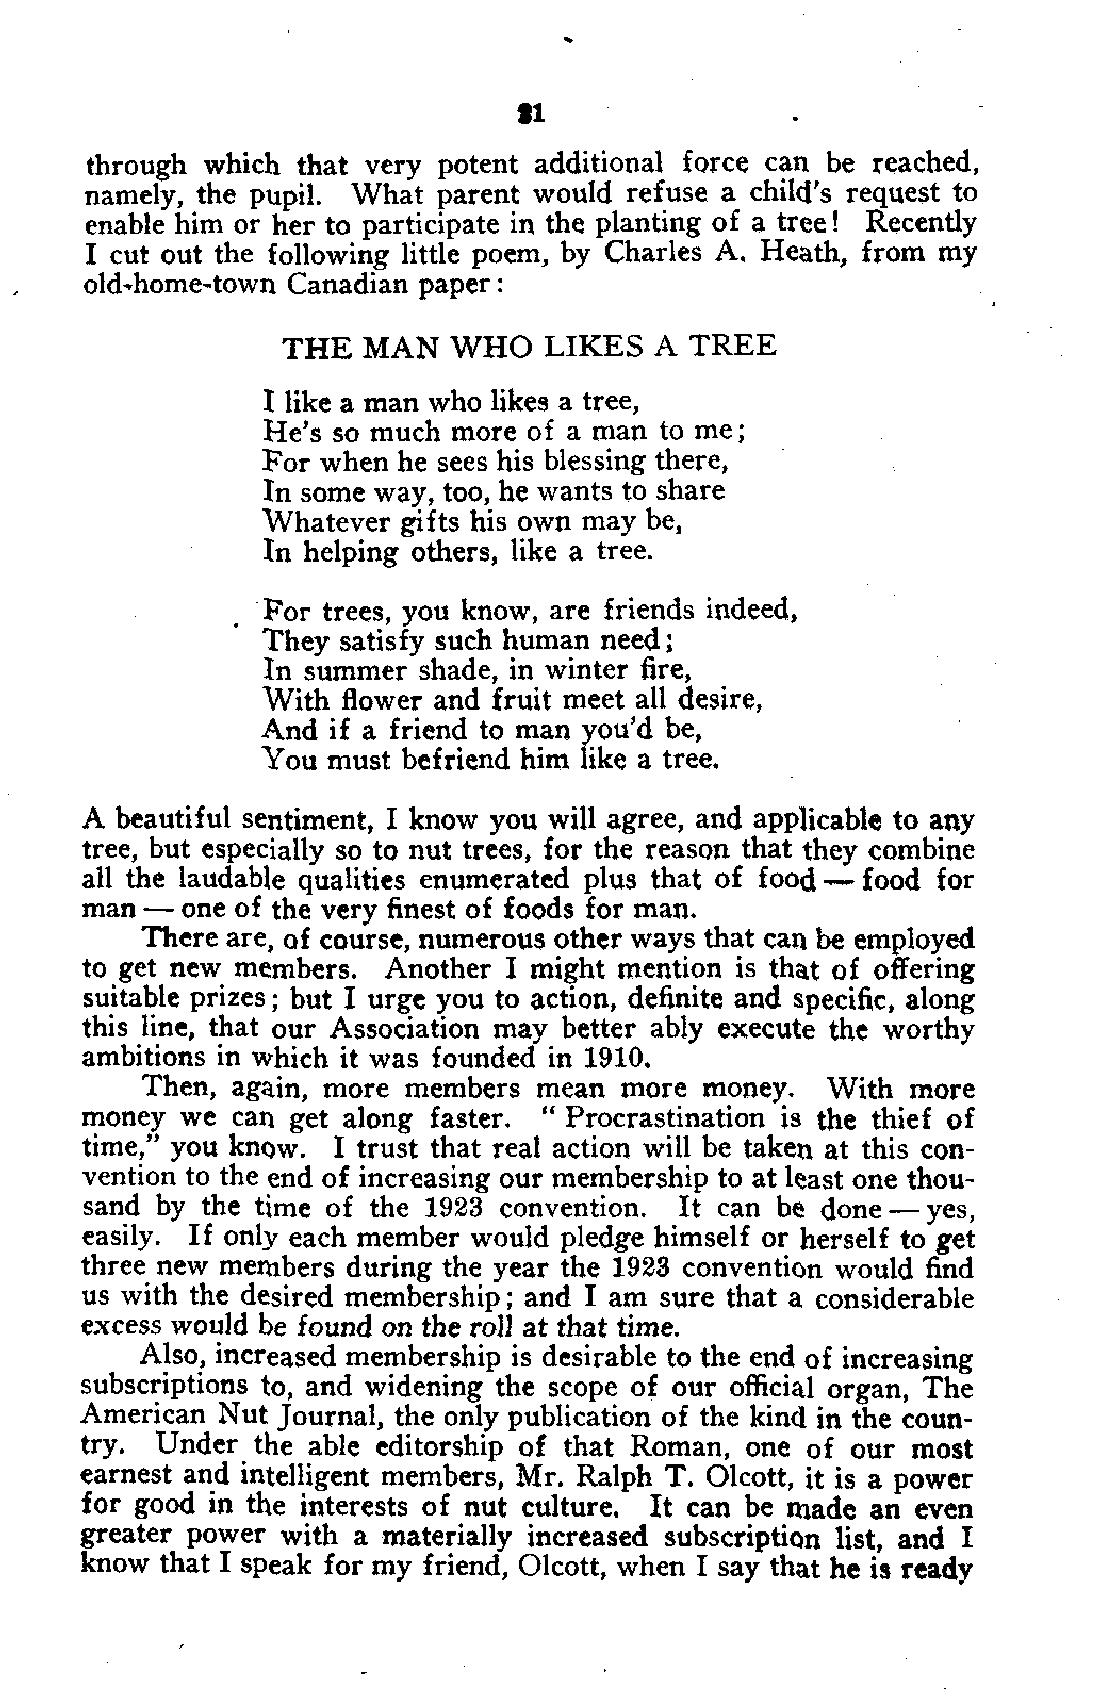 through which that very potent additional force can be reached,
namely, the pupil. What parent would refuse a child's request to
enable him or her to participate in the planting of a tree! Recently
I cut out the following little poem, by Charles A. Heath, from my
old-home-town Canadian paper:
THE MAN WHO LIKES A TREE
I like a man who likes a tree,
He's so much more of a man to me;
For when he sees his blessing there,
In some way, too, he wants to share
Whatever gifts his own may be,
In helping others, like a tree.
For trees, you know, are friends indeed,
They satisfy such human need;
In summer shade, in winter fire,
With flower and fruit meet all desire,
And if a friend to man you'd be,
You must befriend him like a tree.
A beautiful sentiment, I know you will agree, and applicable to any
tree, but especially so to nut trees, for the reason that they combine
all the laudable qualities enumerated plus that of food — food for
man — one of the very finest of foods for man.
There are, of course, numerous other ways that can be employed
to get new members. Another I might mention is that of offering
suitable prizes; but I urge you to action, definite and specific, along
this line, that our Association may better ably execute the worthy
ambitions in which it was founded in 1910.
Then, again, more members mean more money. With more
money we can get along faster. " Procrastination is the thief of
time," you know. I trust that real action will be taken at this con-
vention to the end of increasing our membership to at least one thou-
sand by the time of the 1923 convention. It can be done — yes,
easily. If only each member would pledge himself or herself to get
three new members during the year the 1923 convention would find
us with the desired membership; and I am sure that a considerable
excess would be found on the roll at that time.
Also, increased membership is desirable to the end of increasing
subscriptions to, and widening the scope of our official organ, The
American Nut Journal, the only publication of the kind in the coun-
try. Under the able editorship of that Roman, one of our most
earnest and intelligent members, Mr. Ralph T. Olcott, it is a power
for good in the interests of nut culture. It can be made an even
greater power with a materially increased subscription list, and I
know that I speak for my friend, Olcott, when I say that he is ready